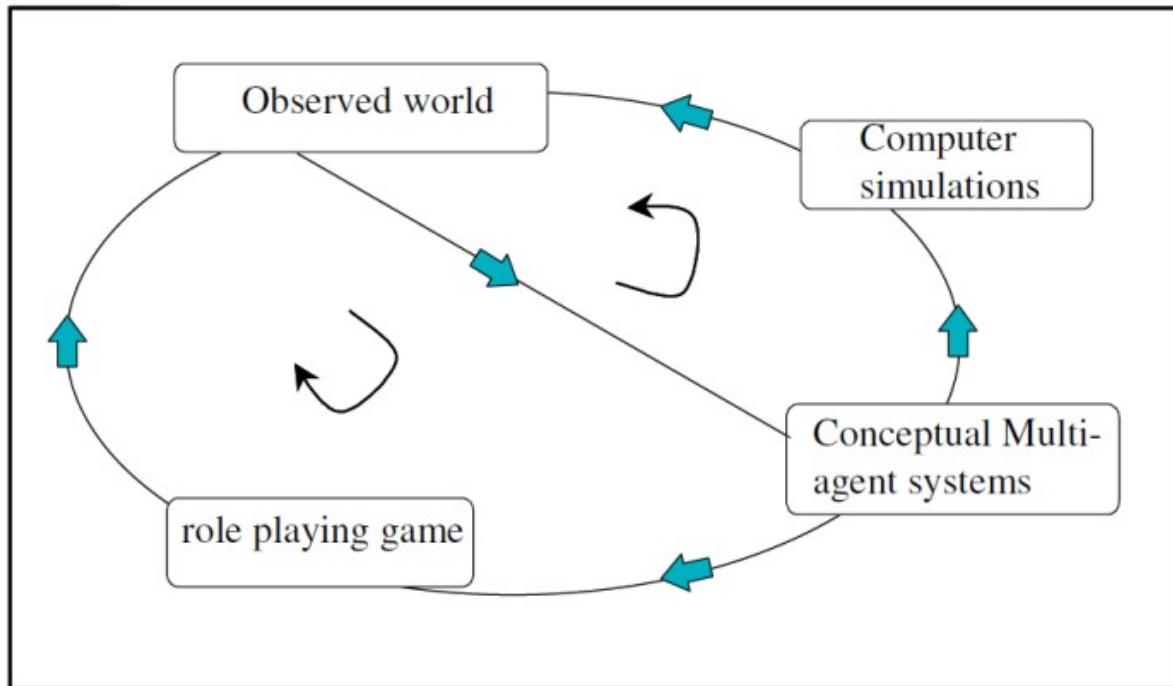 Observed world
Computer
simulations
Conceptual Multi-
agent systems
role playing game